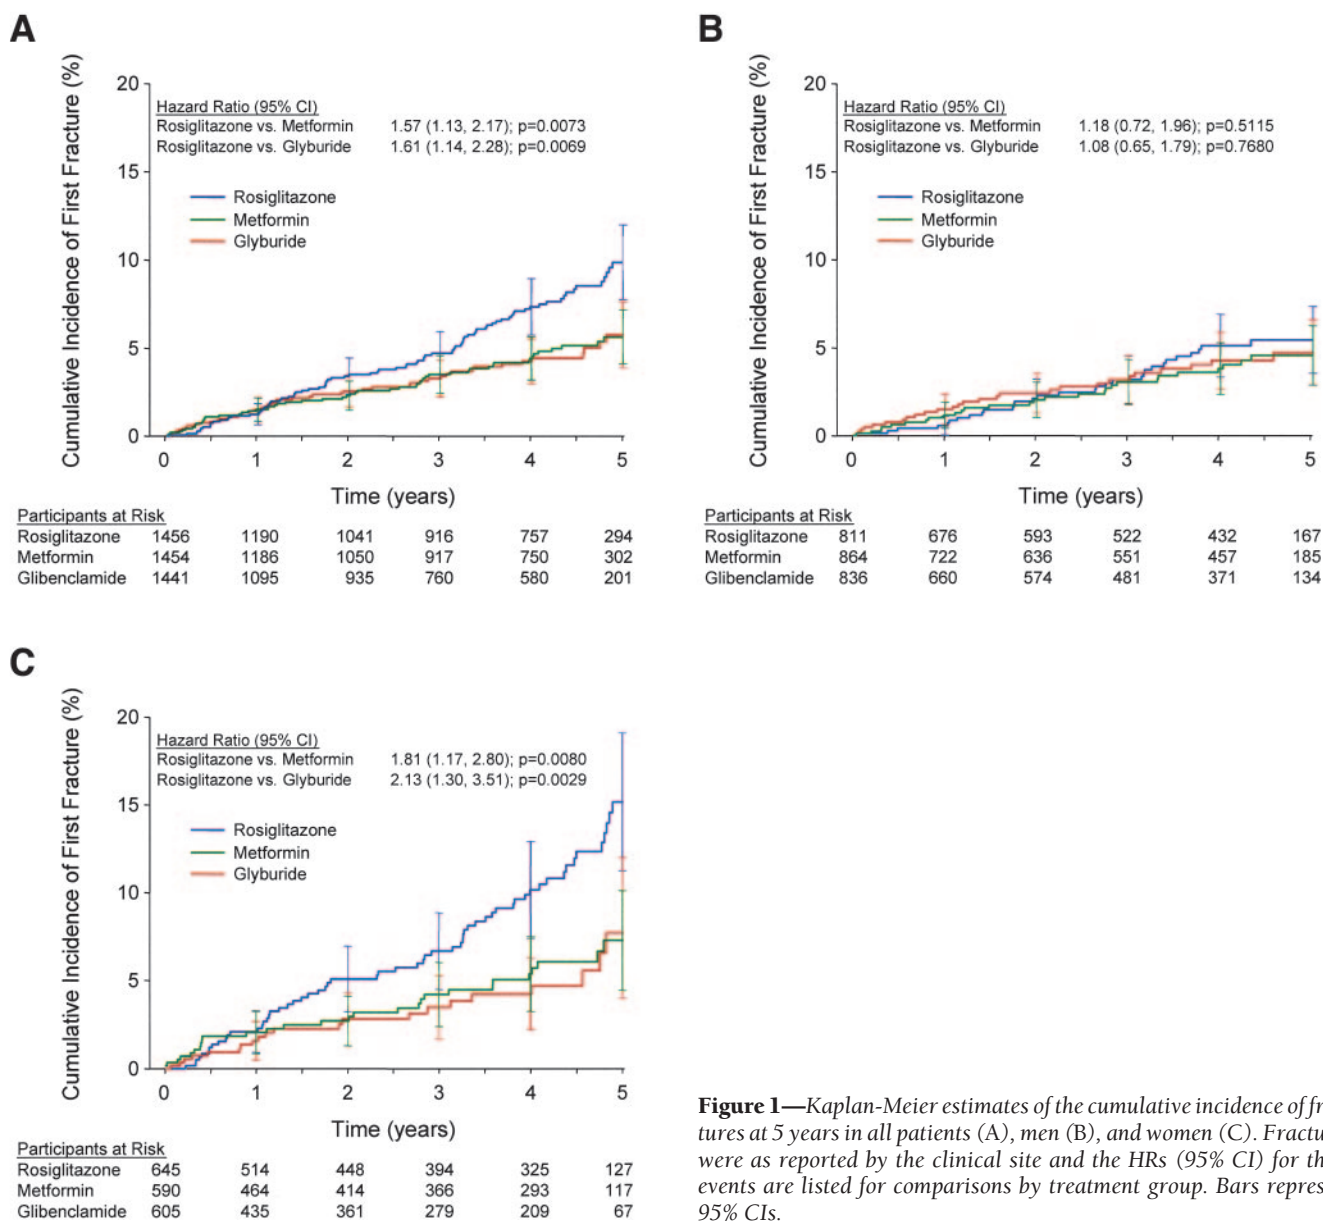 A
Cumulative Incidence of First Fracture (%)
20
15
10
5
0
Hazard Ratio (95% CI)
Rosiglitazone vs. Metformin 1.57 (1.13, 2.17); p=0.0073
Rosiglitazone vs. Glyburide 1.61 (1.14, 2.28); p=0.0069
Rosiglitazone
Metformin
Glyburide
0 1 2 3 4 5
Time (years)
Participants at Risk
Rosiglitazone 1456 1190 1041 916 757 294
Metformin 1454 1186 1050 917 750 302
Glibenclamide 1441 1095 935 760 580 201
B
Cumulative Incidence of First Fracture (%)
20
15
10
5
0
Hazard Ratio (95% CI)
Rosiglitazone vs. Metformin 1.18 (0.72, 1.96); p=0.5115
Rosiglitazone vs. Glyburide 1.08 (0.65, 1.79); p=0.7680
Rosiglitazone
Metformin
Glyburide
0 1 2 3 4 5
Time (years)
Participants at Risk
Rosiglitazone 811 676 593 522 432 167
Metformin 864 722 636 551 457 185
Glibenclamide 836 660 574 481 371 134
C
Cumulative Incidence of First Fracture (%)
20
15
10
5
0
Hazard Ratio (95% CI)
Rosiglitazone vs. Metformin 1.81 (1.17, 2.80); p=0.0080
Rosiglitazone vs. Glyburide 2.13 (1.30, 3.51); p=0.0029
Rosiglitazone
Metformin
Glyburide
0 1 2 3 4 5
Time (years)
Participants at Risk
Rosiglitazone 645 514 448 394 325 127
Metformin 590 464 414 366 293 117
Glibenclamide 605 435 361 279 209 67
Figure 1—Kaplan-Meier estimates of the cumulative incidence of fr
tures at 5 years in all patients (A), men (B), and women (C). Fractu
were as reported by the clinical site and the HRs (95% CI) for th
events are listed for comparisons by treatment group. Bars repres
95% CIs.